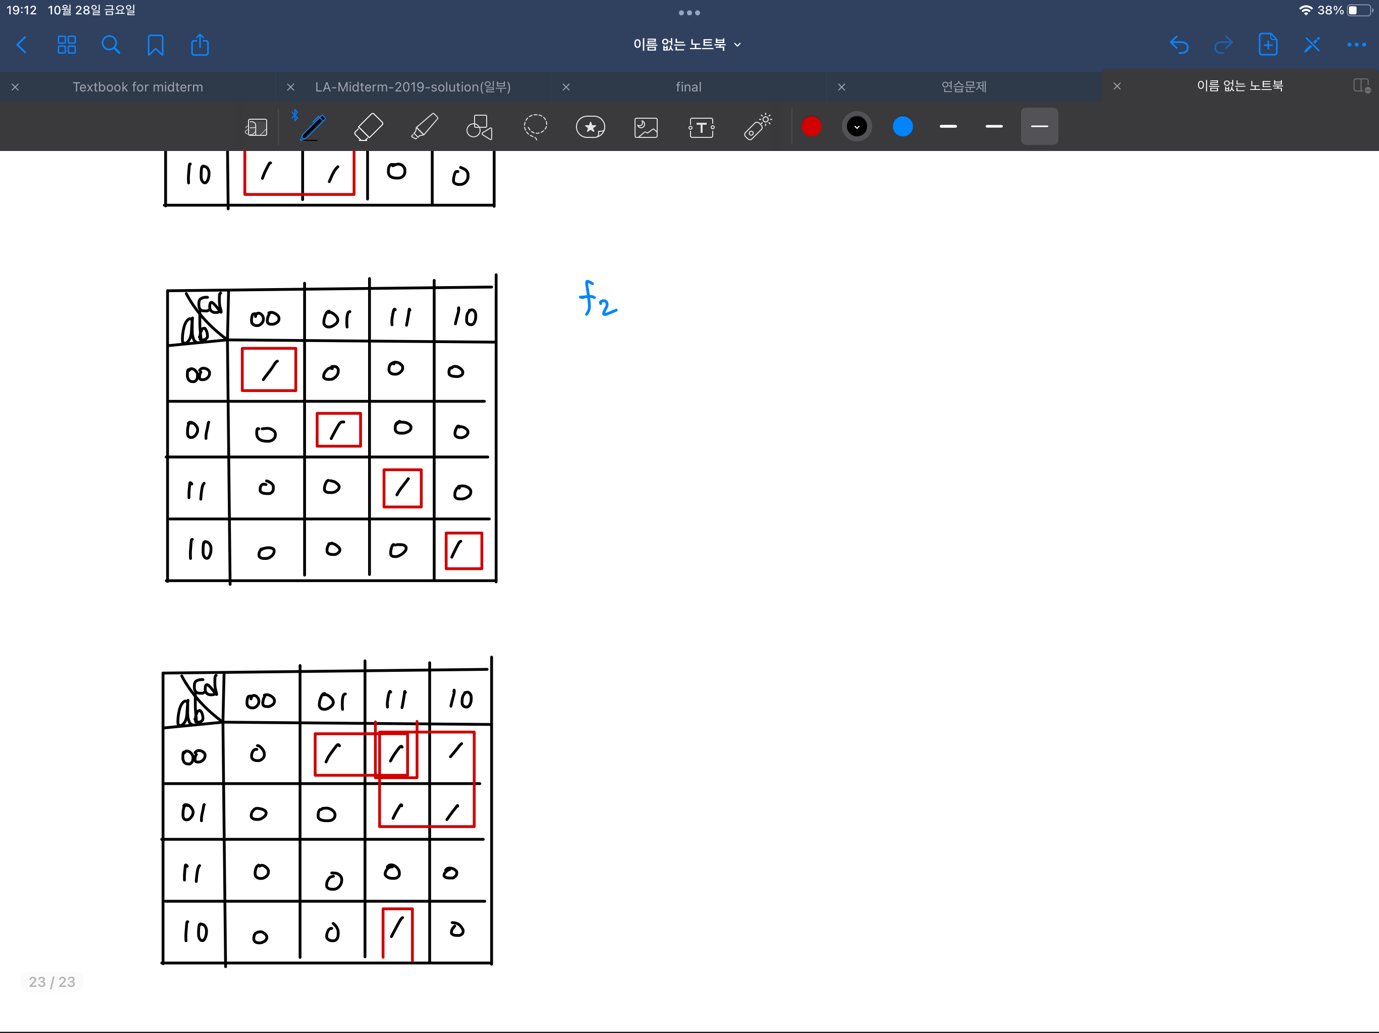 19:12 10월 28일 금요일
38%
이름 없는 노트북
Textbook for midterm
LA-Midterm-2019-solution(일부)
final
연습문제
이름 없는 노트북
10 1 1 0 0
f2
ab cd 00 01 11 10
00 1 0 0 0
01 0 1 0 0
11 0 0 1 0
10 0 0 0 1
ab cd 00 01 11 10
00 0 1 1 1
01 0 0 1 1
11 0 0 0 0
10 0 0 1 0
23 / 23